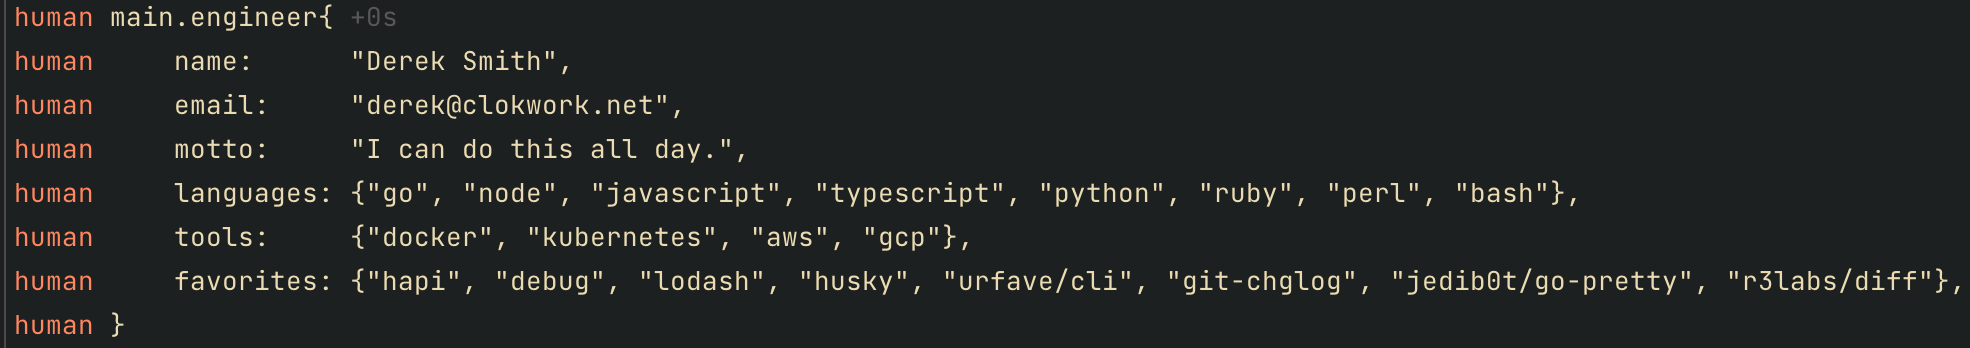 human main.engineer{ +0s
human     name:      "Derek Smith",
human     email:     "derek@clokwork.net",
human     motto:     "I can do this all day.",
human     languages: {"go", "node", "javascript", "typescript", "python", "ruby", "perl", "bash"},
human     tools:     {"docker", "kubernetes", "aws", "gcp"},
human     favorites: {"hapi", "debug", "lodash", "husky", "urfave/cli", "git-chglog", "jedib0t/go-pretty", "r3labs/diff"},
human }